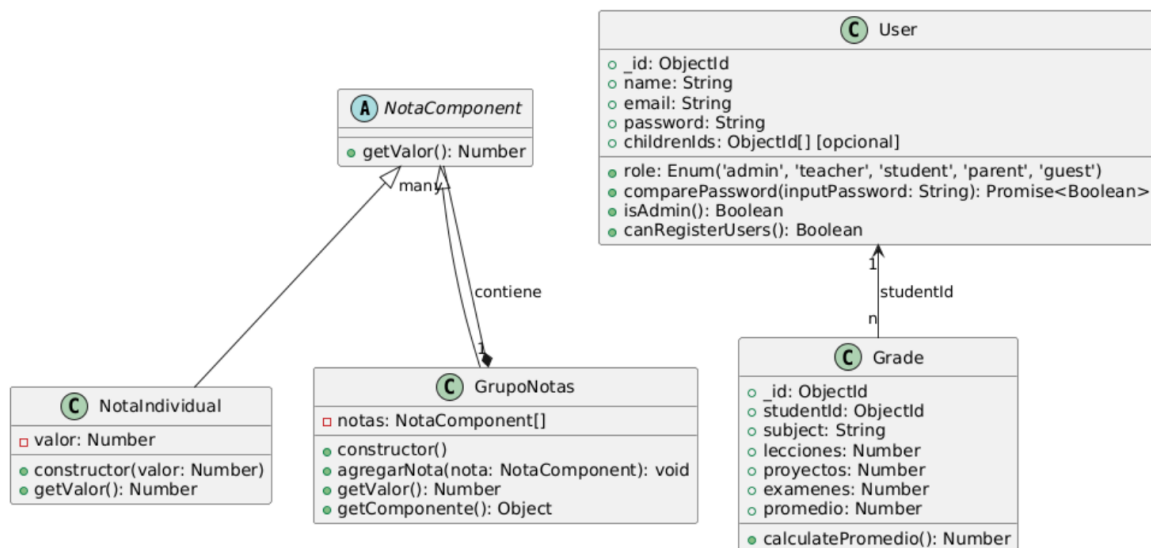 C User
_id: ObjectId
name: String
email: String
password: String
childrenIds: ObjectId[] [opcional]
role: Enum('admin', 'teacher', 'student', 'parent', 'guest')
comparePassword(inputPassword: String): Promise<Boolean>
isAdmin(): Boolean
canRegisterUsers(): Boolean
A NotaComponent
getValor(): Number
many
contiene
1
1
studentId
n
C NotaIndividual
valor: Number
constructor(valor: Number)
getValor(): Number
C GrupoNotas
notas: NotaComponent[]
constructor()
agregarNota(nota: NotaComponent): void
getValor(): Number
getComponente(): Object
C Grade
_id: ObjectId
studentId: ObjectId
subject: String
lecciones: Number
proyectos: Number
examenes: Number
promedio: Number
calculatePromedio(): Number